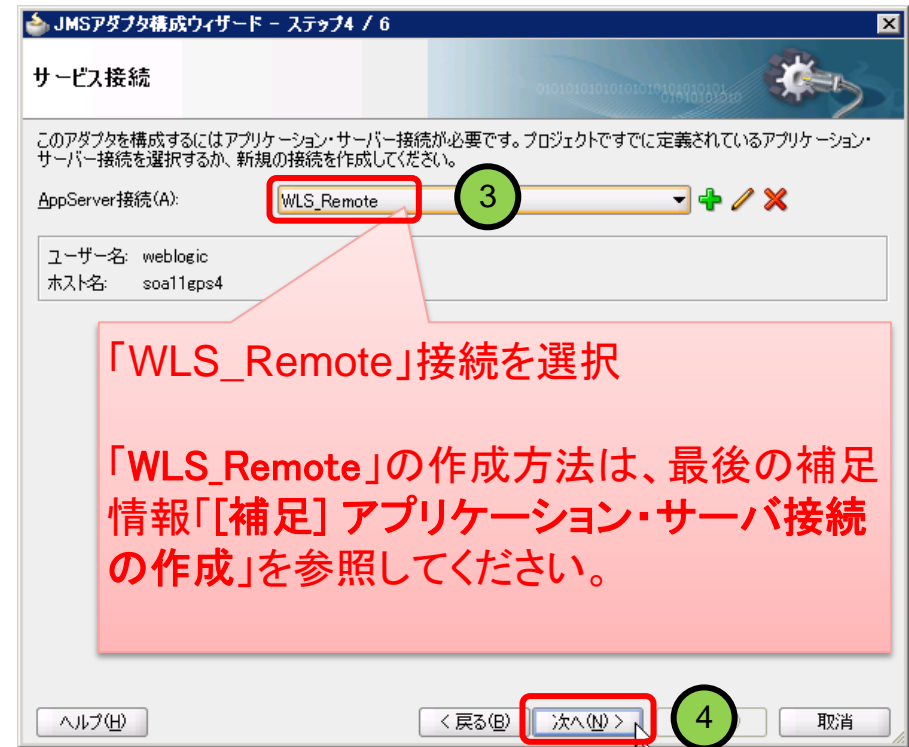 JMSアダプタ構成ウィザード - ステップ4 / 6
サービス接続
このアダプタを構成するにはアプリケーション・サーバー接続が必要です。プロジェクトですでに定義されているアプリケーション・
サーバー接続を選択するか、新規の接続を作成してください。
AppServer接続(A):
WLS_Remote
3
ユーザー名: weblogic
ホスト名: soa11gps4
「WLS_Remote」接続を選択
「WLS_Remote」の作成方法は、最後の補足
情報「[補足] アプリケーション・サーバ接続
の作成」を参照してください。
ヘルプ(H)
< 戻る(B)
次へ(N) >
4
取消